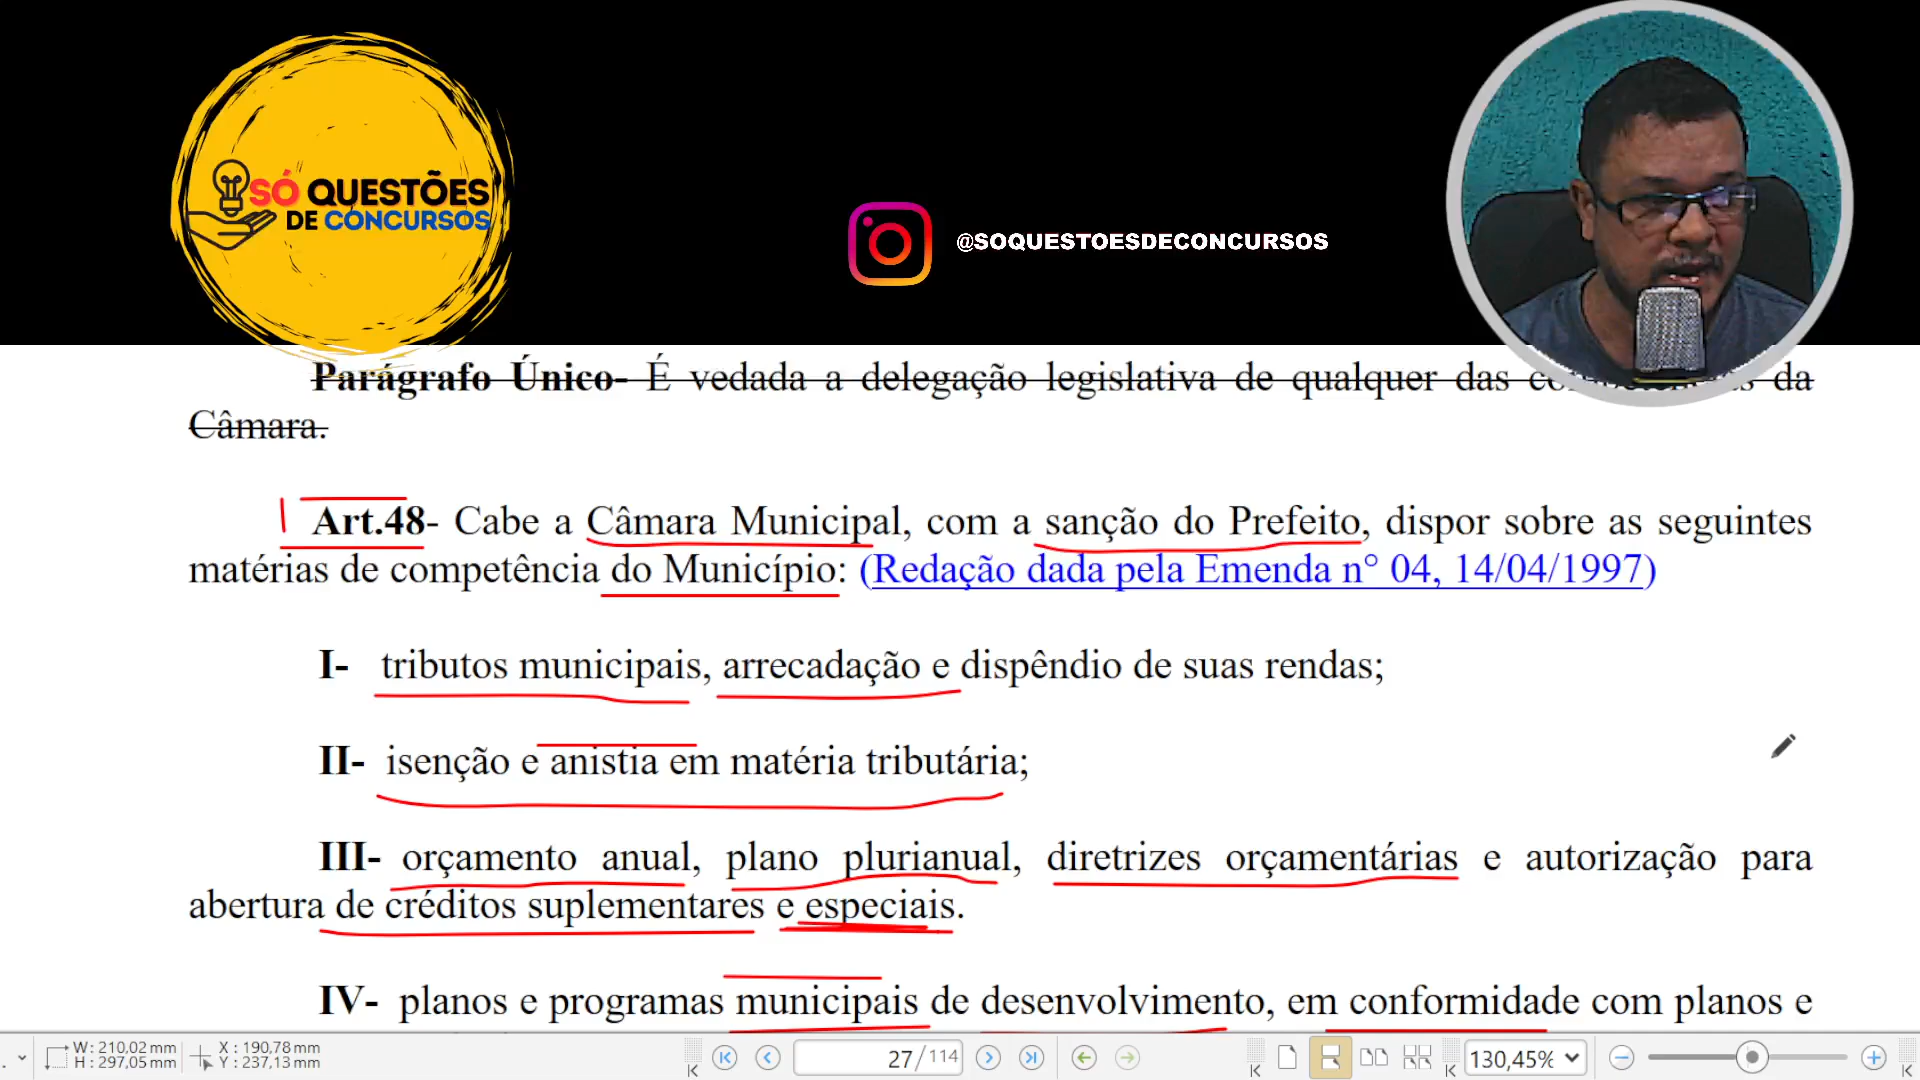 SÓ QUESTÕES
DE CONCURSOS
@SOQUESTOESDECONCURSOS
Parágrafo Único- É vedada a delegação legislativa de qualquer das da
Câmara.
Art.48- Cabe a Câmara Municipal, com a sanção do Prefeito, dispor sobre as seguintes
matérias de competência do Município: (Redação dada pela Emenda n° 04, 14/04/1997)
I- tributos municipais, arrecadação e dispêndio de suas rendas;
II- isenção e anistia em matéria tributária;
III- orçamento anual, plano plurianual, diretrizes orçamentárias e autorização para
abertura de créditos suplementares e especiais.
IV- planos e programas municipais de desenvolvimento, em conformidade com planos e
W: 210,02 mm
H: 297,05 mm
X: 190,78 mm
Y: 237,13 mm
27/114
130,45%